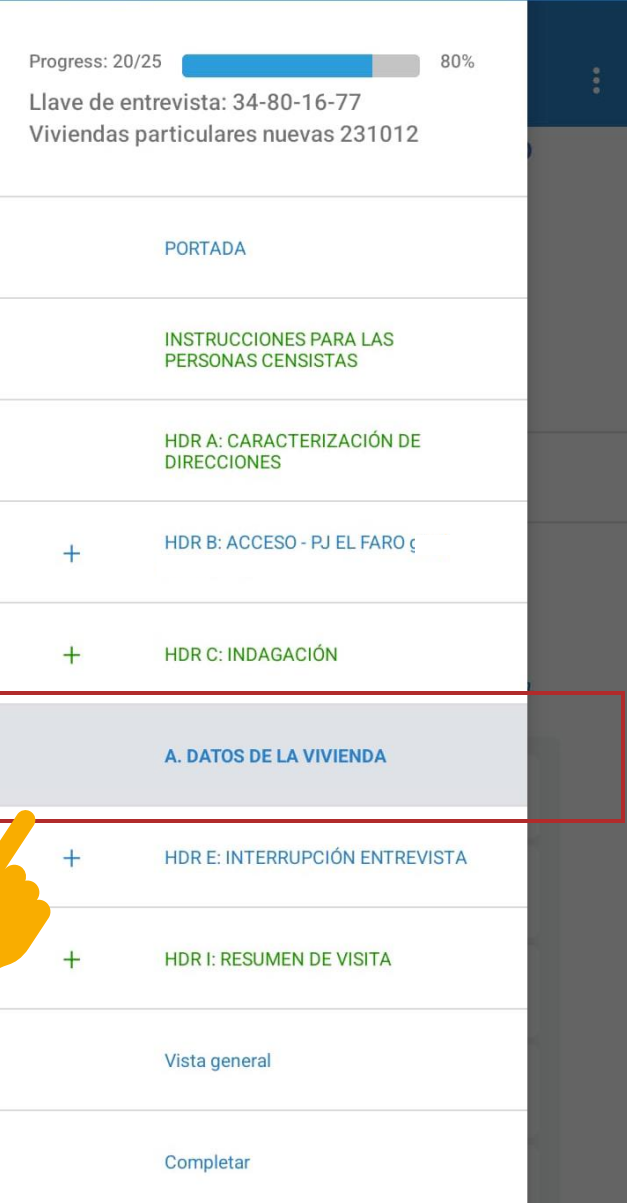 Progress: 20/25 80%
Llave de entrevista: 34-80-16-77
Viviendas particulares nuevas 231012
PORTADA
INSTRUCCIONES PARA LAS
PERSONAS CENSISTAS
HDR A: CARACTERIZACIÓN DE
DIRECCIONES
+ HDR B: ACCESO - PJ EL FARO
+ HDR C: INDAGACIÓN
A. DATOS DE LA VIVIENDA
+ HDR E: INTERRUPCIÓN ENTREVISTA
+ HDR I: RESUMEN DE VISITA
Vista general
Completar